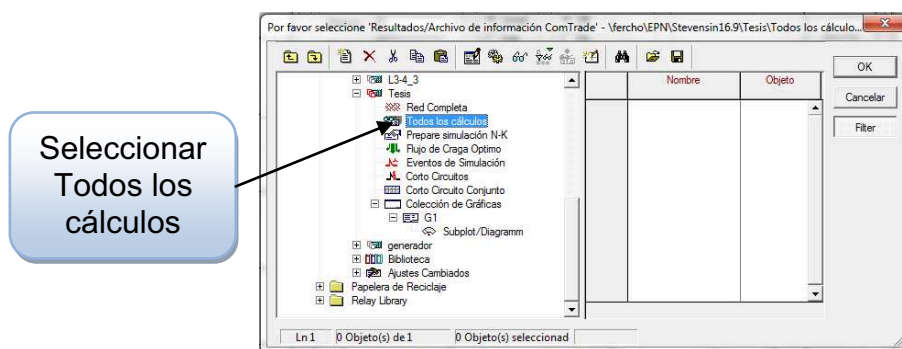 Por favor seleccione 'Resultados/Archivo de información ComTrade' - \fercho\EPN\Stevensin16.9\Tesis\Todos los cálculo...
OK
Cancelar
Filter
Nombre Objeto
L3-4_3
Tesis
Red Completa
Todos los cálculos
Prepare simulación N-K
Flujo de Craga Optimo
Eventos de Simulación
Corto Circuitos
Corto Circuito Conjunto
Colección de Gráficas
G1
Subplot/Diagramm
generador
Biblioteca
Ajustes Cambiados
Papelera de Reciclaje
Relay Library
Ln 1 0 Objeto(s) de 1 0 Objeto(s) seleccionad
Seleccionar
Todos los
cálculos